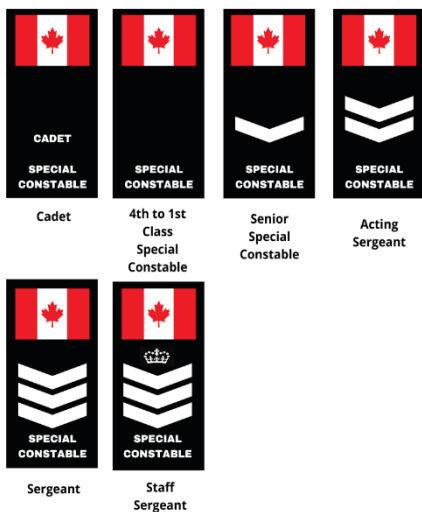 CADET
SPECIAL
CONSTABLE
Cadet
SPECIAL
CONSTABLE
4th to 1st
Class
Special
Constable
SPECIAL
CONSTABLE
Senior
Special
Constable
SPECIAL
CONSTABLE
Acting
Sergeant
SPECIAL
CONSTABLE
Sergeant
SPECIAL
CONSTABLE
Staff
Sergeant